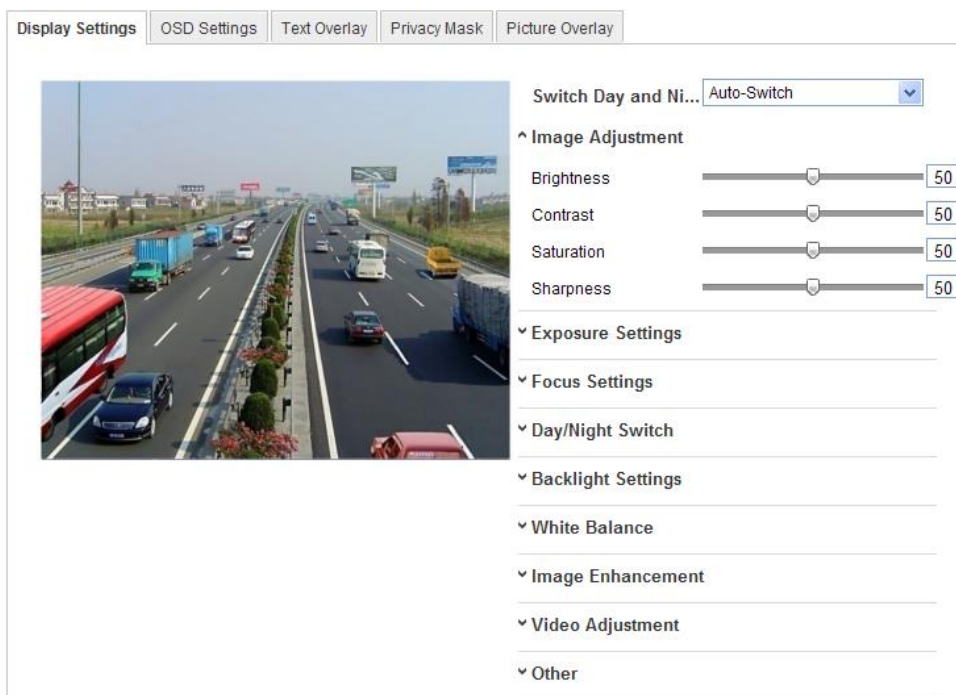 Display Settings OSD Settings Text Overlay Privacy Mask Picture Overlay
Switch Day and Ni... Auto-Switch
Image Adjustment
Brightness 50
Contrast 50
Saturation 50
Sharpness 50
Exposure Settings
Focus Settings
Day/Night Switch
Backlight Settings
White Balance
Image Enhancement
Video Adjustment
Other